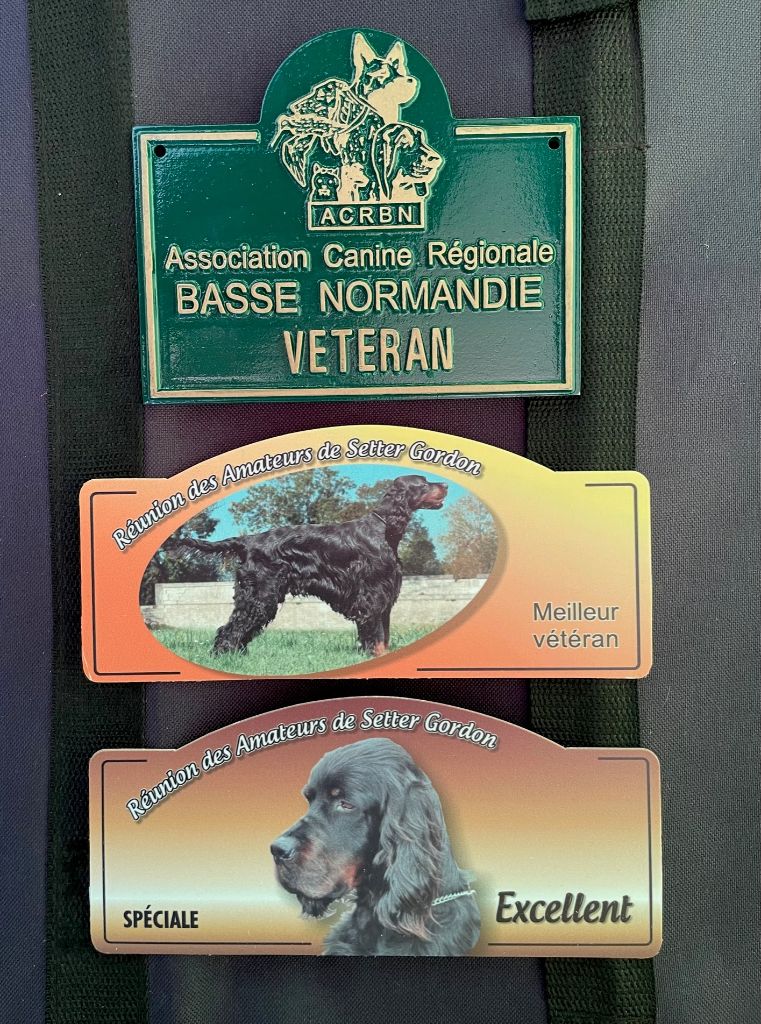 ACRBN
Association Canine Régionale
BASSE NORMANDIE
VETERAN
Réunion des Amateurs de Setter Gordon
Meilleur
vétéran
Réunion des Amateurs de Setter Gordon
SPÉCIALE
Excellent